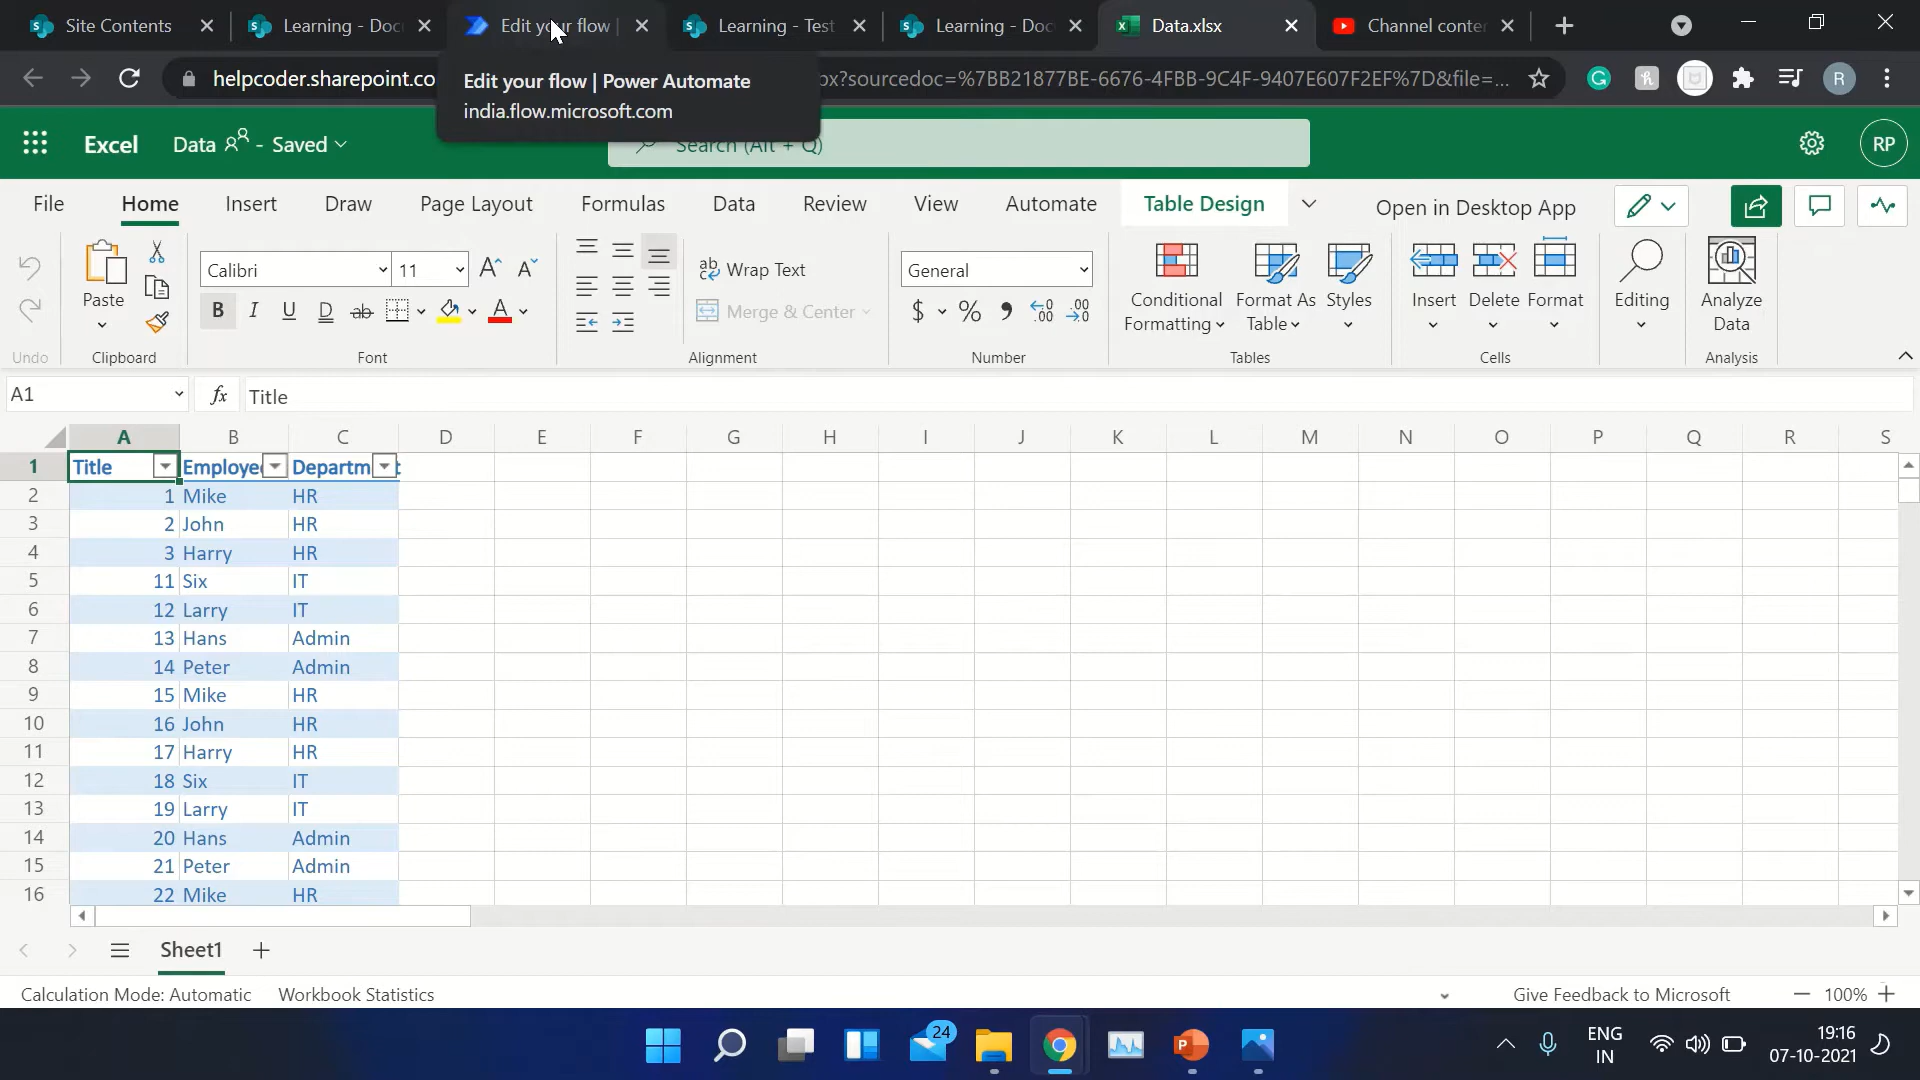 Site Contents
Learning - Doc
Edit your flow |
Learning - Test
Learning - Doc
Data.xlsx
Channel conten
helpcoder.sharepoint.co
px?sourcedoc=%7BB21877BE-6676-4FBB-9C4F-9407E607F2EF%7D&file=...
R
Edit your flow | Power Automate
india.flow.microsoft.com
Excel
Data - Saved
Search (Alt + Q)
RP
File
Home
Insert
Draw
Page Layout
Formulas
Data
Review
View
Automate
Table Design
Open in Desktop App
Paste
Calibri
11
Wrap Text
General
Merge & Center
Conditional
Formatting
Format As
Table
Styles
Insert
Delete
Format
Editing
Analyze
Data
Undo
Clipboard
Font
Alignment
Number
Tables
Cells
Analysis
A1
fx
Title
A B C D E F G H I J K L M N O P Q R S
1 Title Employe Departm t
2 1 Mike HR
3 2 John HR
4 3 Harry HR
5 11 Six IT
6 12 Larry IT
7 13 Hans Admin
8 14 Peter Admin
9 15 Mike HR
10 16 John HR
11 17 Harry HR
12 18 Six IT
13 19 Larry IT
14 20 Hans Admin
15 21 Peter Admin
16 22 Mike HR
Sheet1
Calculation Mode: Automatic
Workbook Statistics
Give Feedback to Microsoft
100%
24
ENG
IN
19:16
07-10-2021